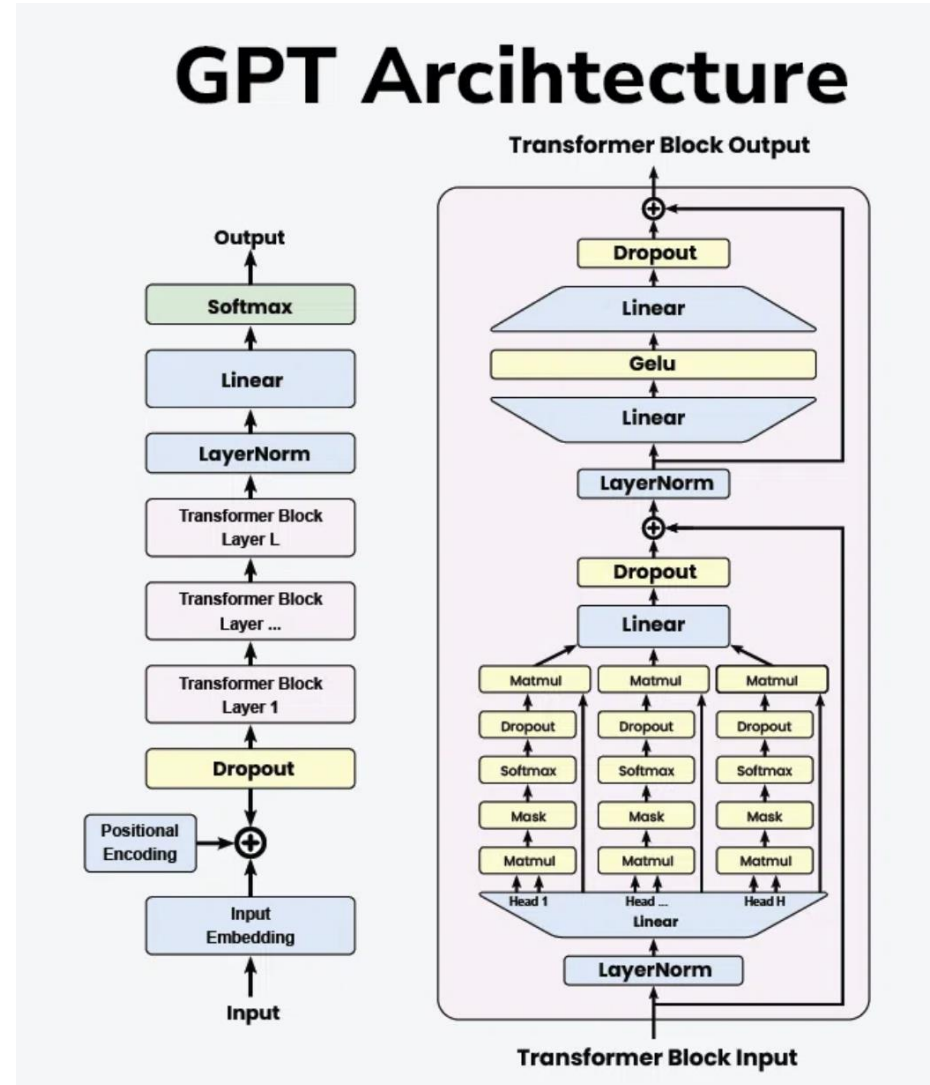 GPT Arcihtecture
Output
Softmax
Linear
LayerNorm
Transformer Block
Layer L
Transformer Block
Layer ...
Transformer Block
Layer 1
Dropout
Positional
Encoding
Input
Embedding
Input
Transformer Block Output
Dropout
Linear
Gelu
Linear
LayerNorm
Dropout
Linear
Matmul Matmul Matmul
Dropout Dropout Dropout
Softmax Softmax Softmax
Mask Mask Mask
Matmul Matmul Matmul
Head 1 Head ... Head H
Linear
LayerNorm
Transformer Block Input